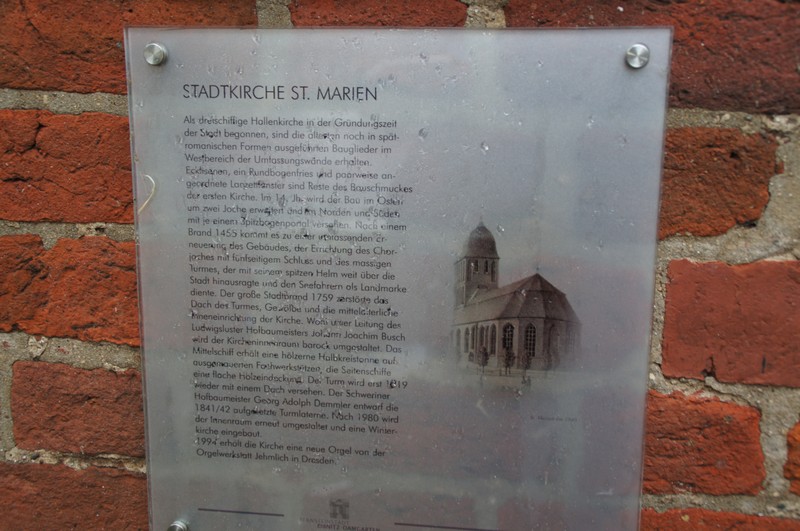 STADTKIRCHE ST. MARIEN
Als dreischiffige Hallenkirche in der Gründungszeit
der Stadt begonnen, sind die ältesten noch in spät-
romanischen Formen ausgeführten Bauglieder im
Westbereich der Umfassungswände erhalten.
Ecklisenen, ein Rundbogenfries und paarweise an-
geordnete Lanzettfenster sind Reste des Bauschmuckes
der ersten Kirche. Im 14. Jh. wird der Bau im Osten
um zwei Joche erweitert und im Norden und Süden
mit je einem Spitzbogenportal versehen. Nach einem
Brand 1455 kommt es zu einer umfassenden Er-
neuerung des Gebäudes, der Errichtung des Chor-
joches mit fünfseitigem Schluss und des massigen
Turmes, der mit seinem spitzen Helm weit über die
Stadt hinausragte und den Seefahrern als Landmarke
diente. Der große Stadtbrand 1759 zerstörte das
Dach des Turmes, Gewölbe und die mittelalterliche
Inneneinrichtung der Kirche. Wohl unter Leitung des
Ludwigsluster Hofbaumeisters Johann Joachim Busch
wird der Kircheninnenraum barock umgestaltet. Das
Mittelschiff erhält eine hölzerne Halbkreistonne auf
ausgemauerten Fachwerkstützen, die Seitenschiffe
eine flache Holzeindeckung. Der Turm wird erst 1819
wieder mit einem Dach versehen. Der Schweriner
Hofbaumeister Georg Adolph Demmler entwarf die
1841/42 aufgesetzte Turmlaterne. Nach 1980 wird
der Innenraum erneut umgestaltet und eine Winter-
kirche eingebaut.
1994 erhält die Kirche eine neue Orgel von der
Orgelwerkstatt Jehmlich in Dresden.